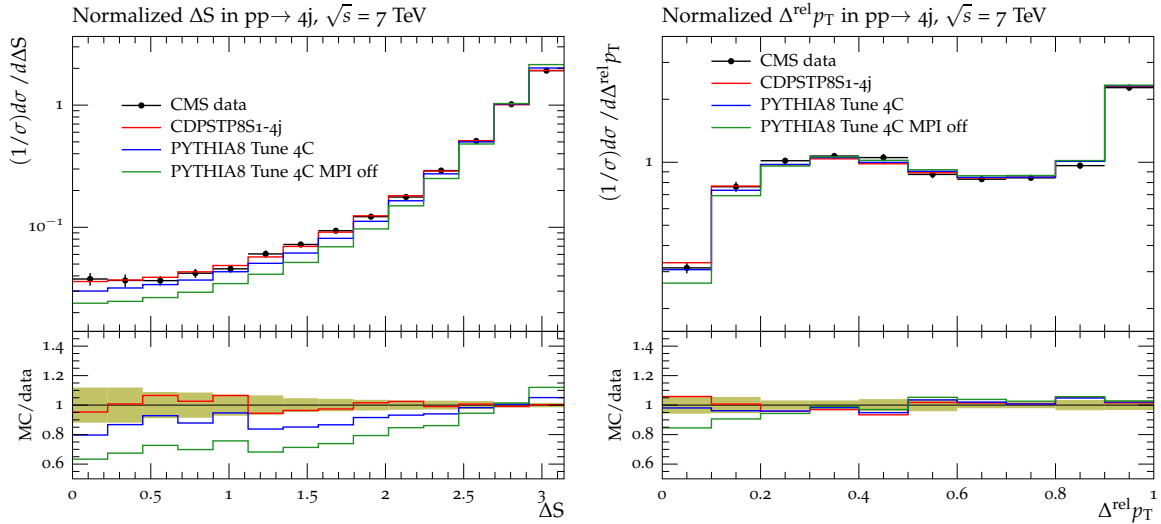 Normalized ΔS in pp→ 4j, √s = 7 TeV
(1/σ)dσ/dΔS
1
10⁻¹
CMS data
CDPSTP8S1-4j
PYTHIA8 Tune 4C
PYTHIA8 Tune 4C MPI off
MC/data
1.4
1.2
1.0
0.8
0.6
0 0.5 1 1.5 2 2.5 3
ΔS
Normalized Δ^rel p_T in pp→ 4j, √s = 7 TeV
(1/σ)dσ/dΔ^rel p_T
1
CMS data
CDPSTP8S1-4j
PYTHIA8 Tune 4C
PYTHIA8 Tune 4C MPI off
MC/data
1.4
1.2
1.0
0.8
0.6
0 0.2 0.4 0.6 0.8 1
Δ^rel p_T